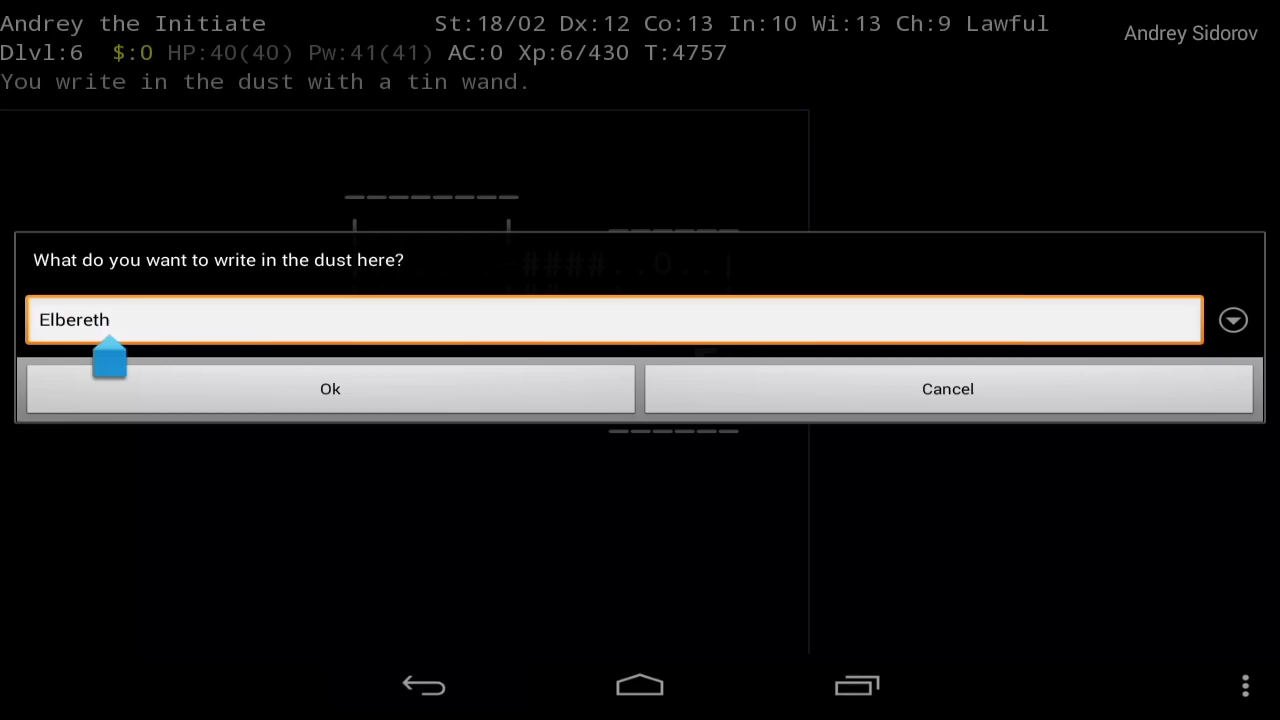 Andrey the Initiate St:18/02 Dx:12 Co:13 In:10 Wi:13 Ch:9 Lawful
Andrey Sidorov
Dlvl:6 $:0 HP:40(40) Pw:41(41) AC:0 Xp:6/430 T:4757
You write in the dust with a tin wand.
####..O..|
What do you want to write in the dust here?
Elbereth
Ok Cancel